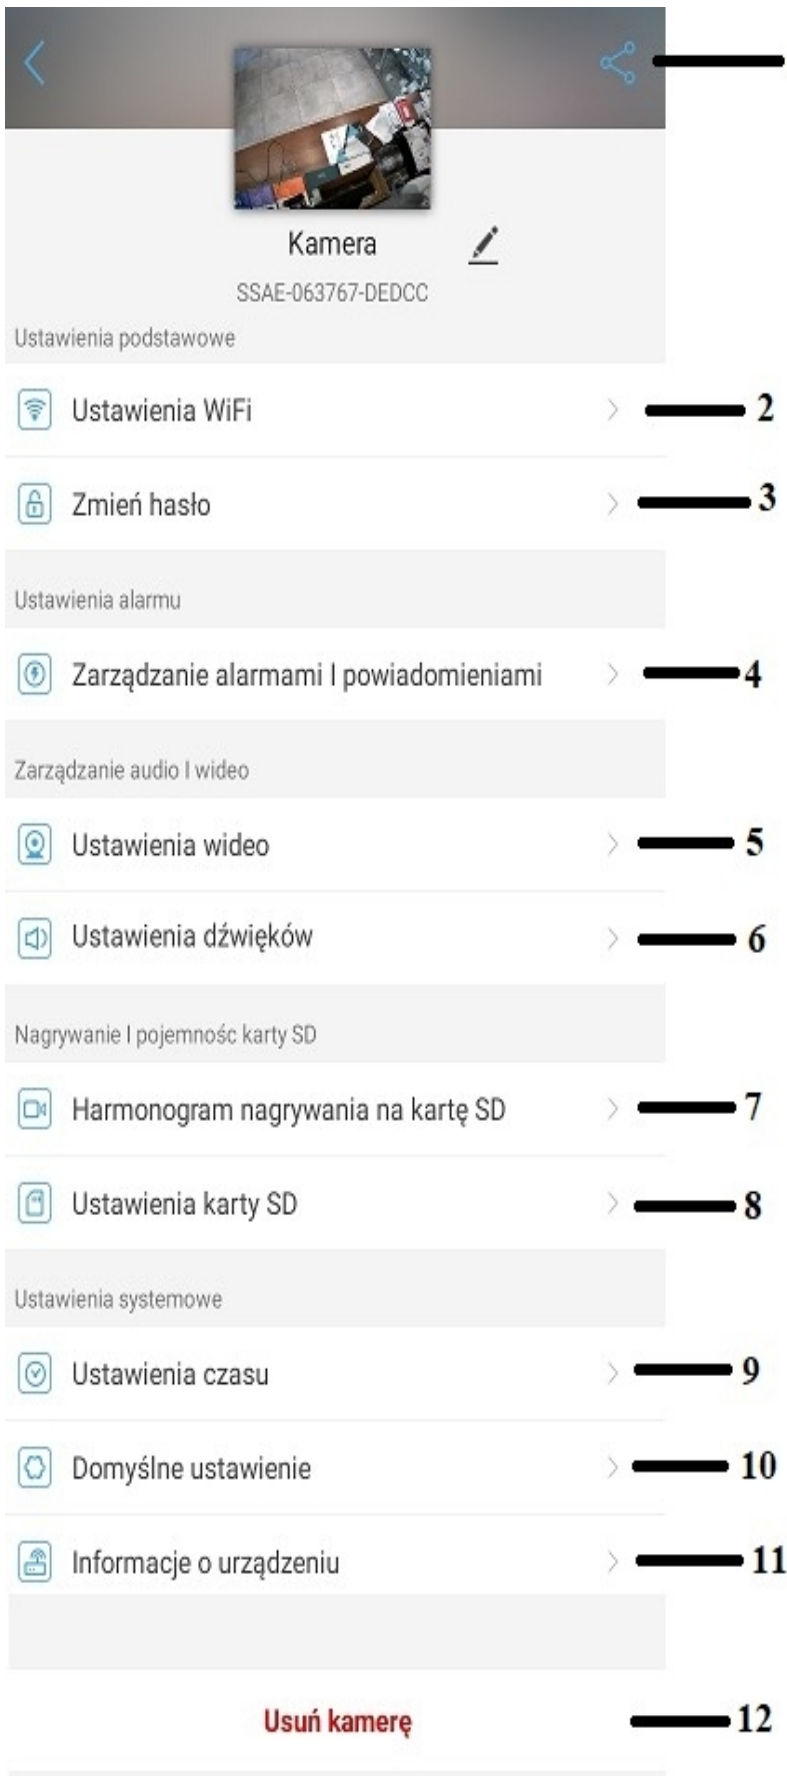 Kamera
SSAE-063767-DEDCC
Ustawienia podstawowe
Ustawienia WiFi 2
Zmień hasło 3
Ustawienia alarmu
Zarządzanie alarmami I powiadomieniami 4
Zarządzanie audio I wideo
Ustawienia wideo 5
Ustawienia dźwięków 6
Nagrywanie I pojemnośc karty SD
Harmonogram nagrywania na kartę SD 7
Ustawienia karty SD 8
Ustawienia systemowe
Ustawienia czasu 9
Domyślne ustawienie 10
Informacje o urządzeniu 11
Usuń kamerę 12